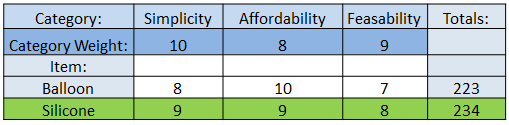 Category: Simplicity Affordability Feasability Totals:
Category Weight: 10 8 9
Item:
Balloon 8 10 7 223
Silicone 9 9 8 234